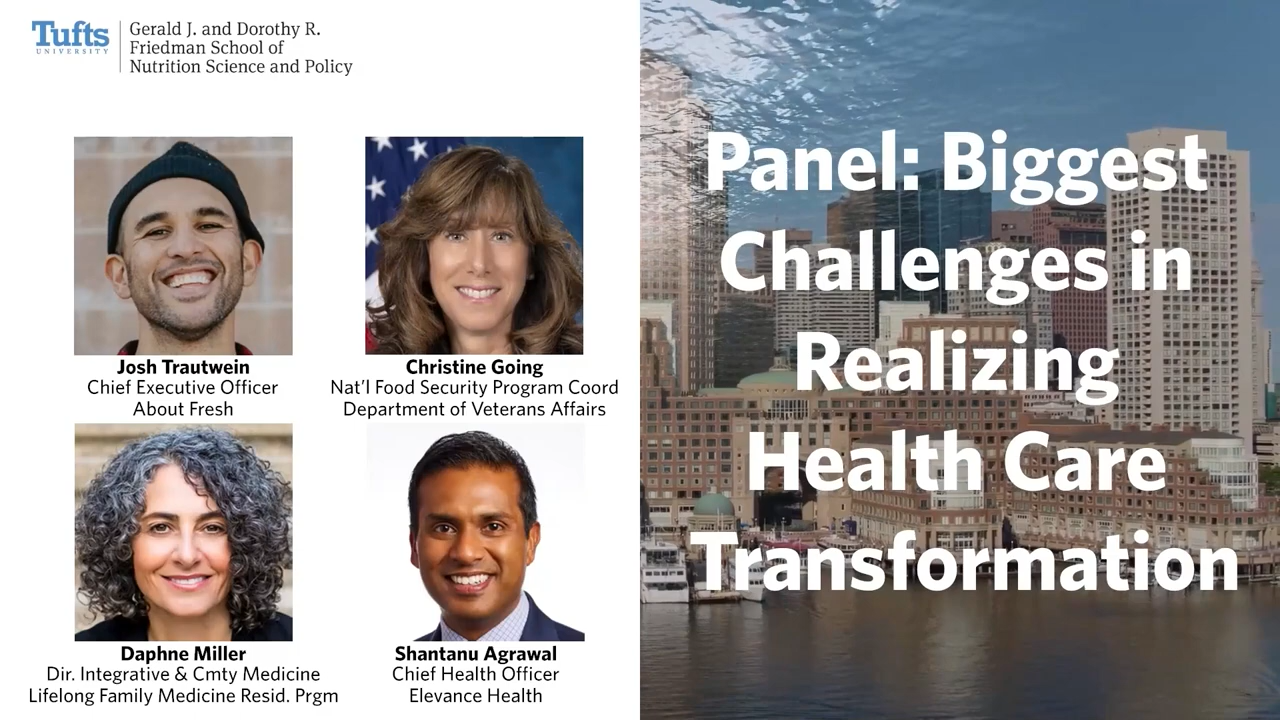 Tufts
UNIVERSITY
Gerald J. and Dorothy R.
Friedman School of
Nutrition Science and Policy
Josh Trautwein
Chief Executive Officer
About Fresh
Christine Going
Nat'l Food Security Program Coord
Department of Veterans Affairs
Daphne Miller
Dir. Integrative & Cmty Medicine
Lifelong Family Medicine Resid. Prgm
Shantanu Agrawal
Chief Health Officer
Elevance Health
Panel: Biggest
Challenges in
Realizing
Health Care
Transformation